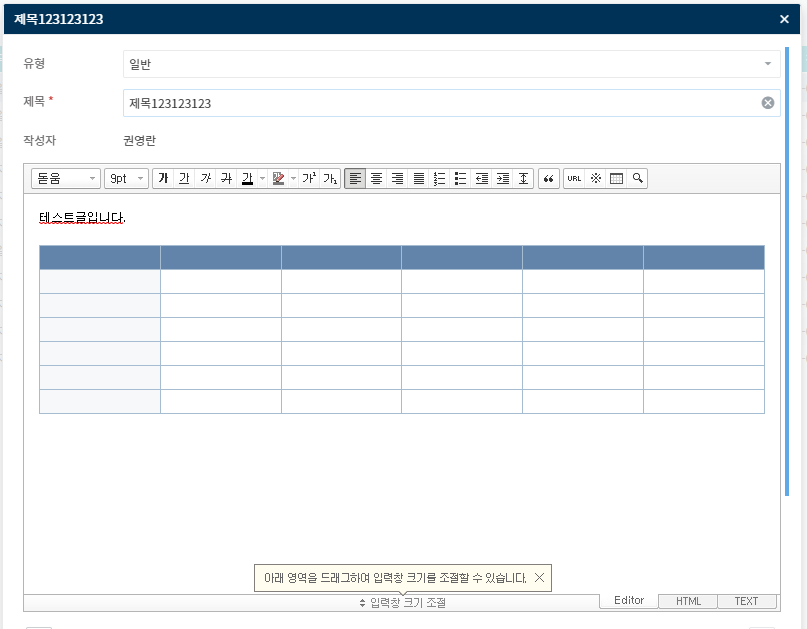 제목123123123
유형 일반
제목 * 제목123123123
작성자 권영란
돋움 9pt 가 가 가 가 가 가¹ 가₁ URL ※
테스트글입니다.
아래 영역을 드래그하여 입력창 크기를 조절할 수 있습니다.
입력창 크기 조절 Editor HTML TEXT